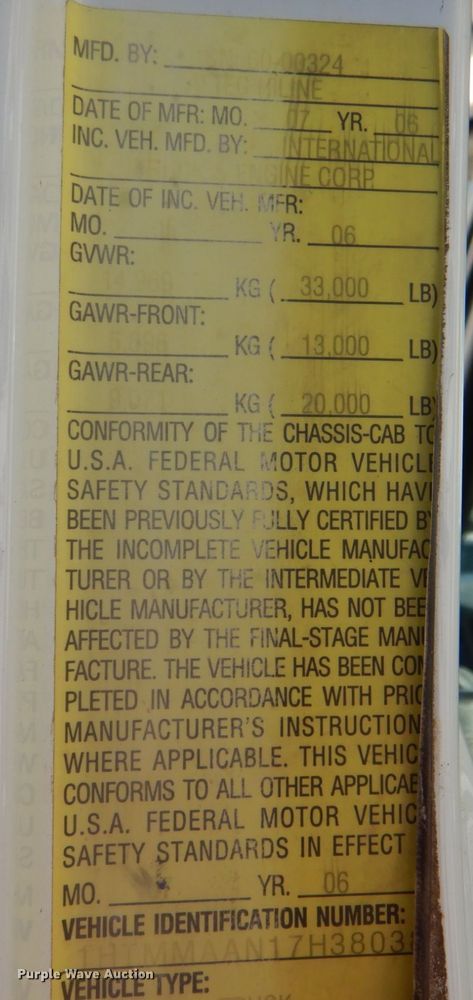 MFD. BY: 00324
DATE OF MFR: MO. 07 YR. 06
INC. VEH. MFD. BY: INTERNATIONAL
ENGINE CORP
DATE OF INC. VEH. MFR:
MO. YR. 06
GVWR:
KG ( 33,000 LB)
GAWR-FRONT:
KG ( 13,000 LB)
GAWR-REAR:
KG ( 20,000 LB)
CONFORMITY OF THE CHASSIS-CAB TO
U.S.A. FEDERAL MOTOR VEHICL
SAFETY STANDARDS, WHICH HAV
BEEN PREVIOUSLY FULLY CERTIFIED B
THE INCOMPLETE VEHICLE MANUFAC
TURER OR BY THE INTERMEDIATE VE
HICLE MANUFACTURER, HAS NOT BEE
AFFECTED BY THE FINAL-STAGE MANU
FACTURE. THE VEHICLE HAS BEEN COM
PLETED IN ACCORDANCE WITH PRIO
MANUFACTURER'S INSTRUCTION
WHERE APPLICABLE. THIS VEHIC
CONFORMS TO ALL OTHER APPLICAB
U.S.A. FEDERAL MOTOR VEHIC
SAFETY STANDARDS IN EFFECT
MO. YR. 06
VEHICLE IDENTIFICATION NUMBER:
VEHICLE TYPE:
Purple Wave Auction